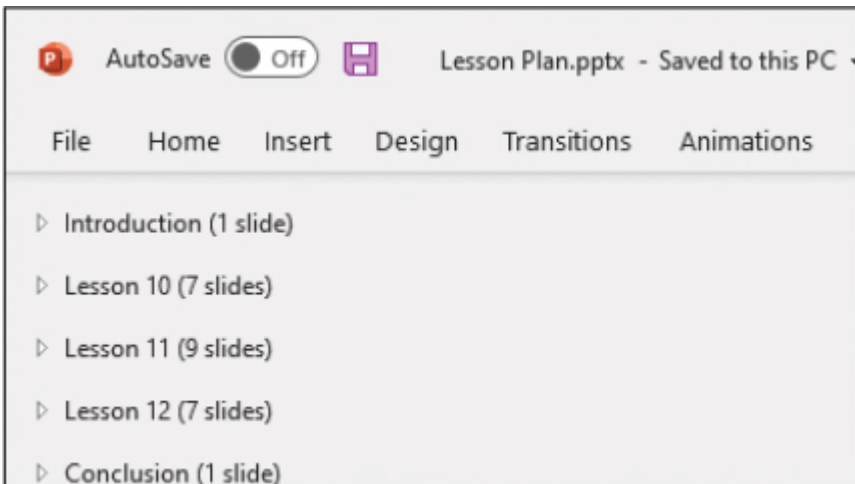 AutoSave Off Lesson Plan.pptx - Saved to this PC
File Home Insert Design Transitions Animations
Introduction (1 slide)
Lesson 10 (7 slides)
Lesson 11 (9 slides)
Lesson 12 (7 slides)
Conclusion (1 slide)